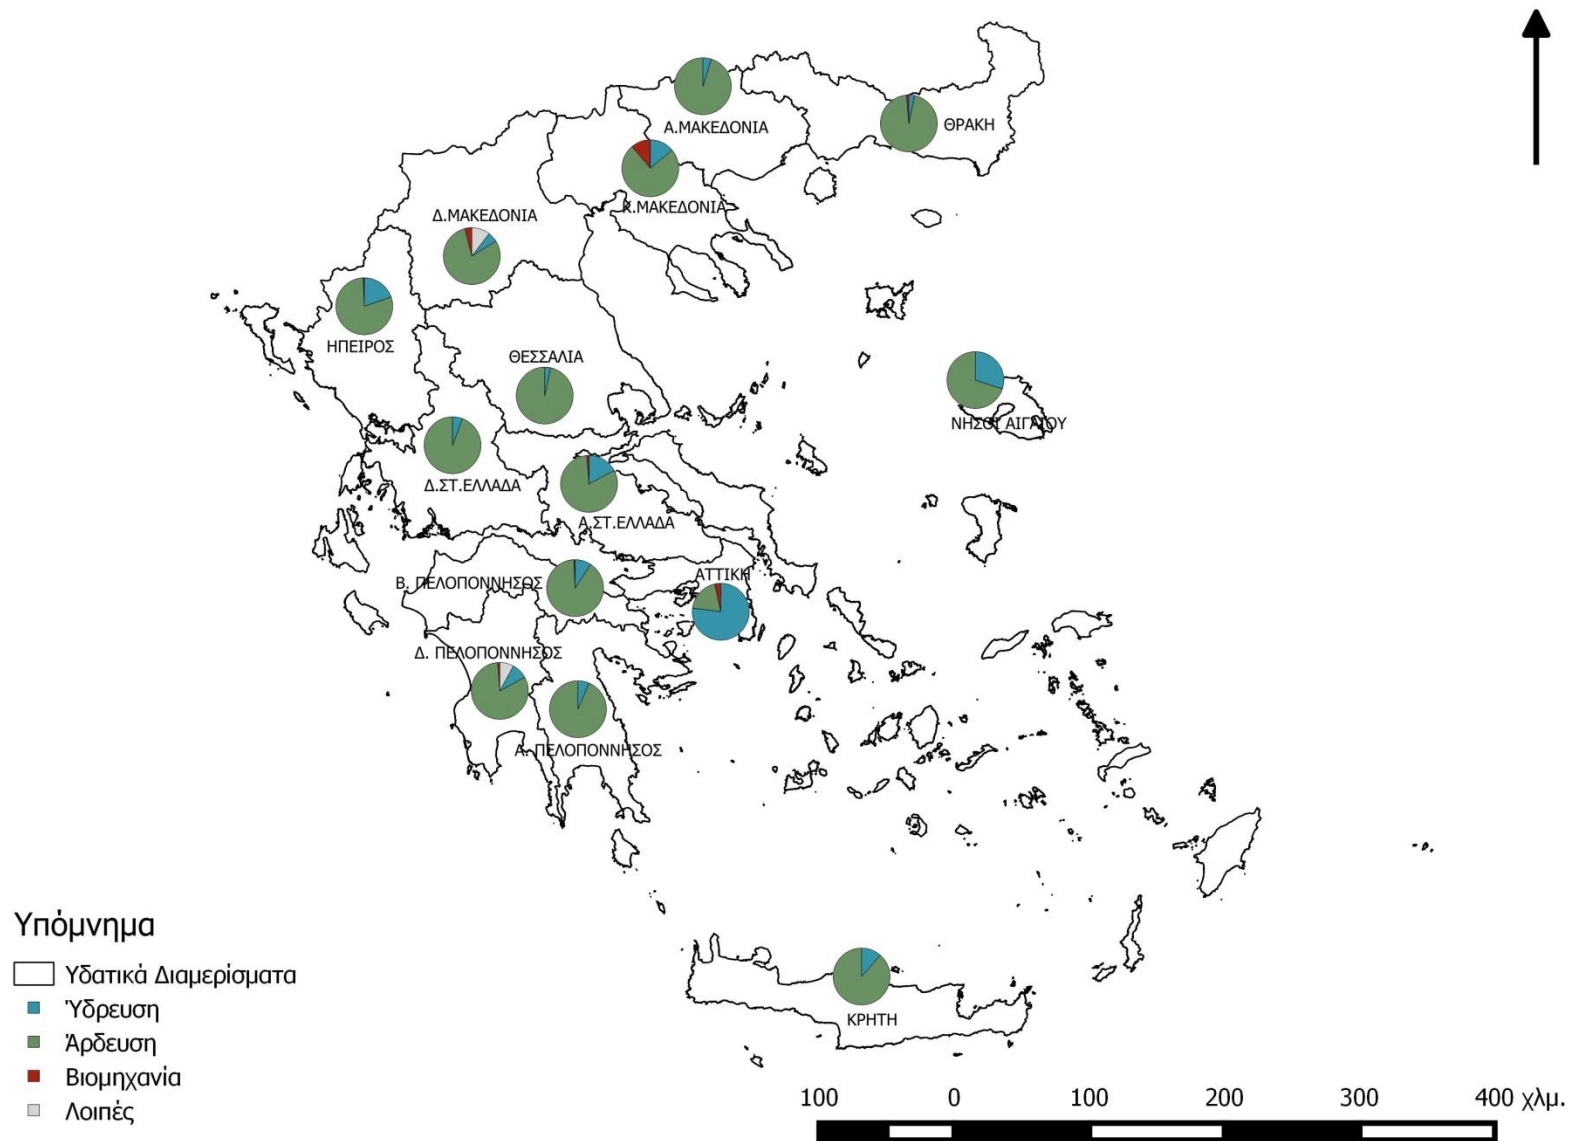 Α.ΜΑΚΕΔΟΝΙΑ
ΘΡΑΚΗ
Κ.ΜΑΚΕΔΟΝΙΑ
Δ.ΜΑΚΕΔΟΝΙΑ
ΗΠΕΙΡΟΣ
ΘΕΣΣΑΛΙΑ
ΝΗΣΟΙ ΑΙΓΑΙΟΥ
Δ.ΣΤ.ΕΛΛΑΔΑ
Α.ΣΤ.ΕΛΛΑΔΑ
Β. ΠΕΛΟΠΟΝΝΗΣΟΣ
ΑΤΤΙΚΗ
Δ. ΠΕΛΟΠΟΝΝΗΣΟΣ
Α. ΠΕΛΟΠΟΝΝΗΣΟΣ
ΚΡΗΤΗ
Υπόμνημα
Υδατικά Διαμερίσματα
Ύδρευση
Άρδευση
Βιομηχανία
Λοιπές
100 0 100 200 300 400 χλμ.